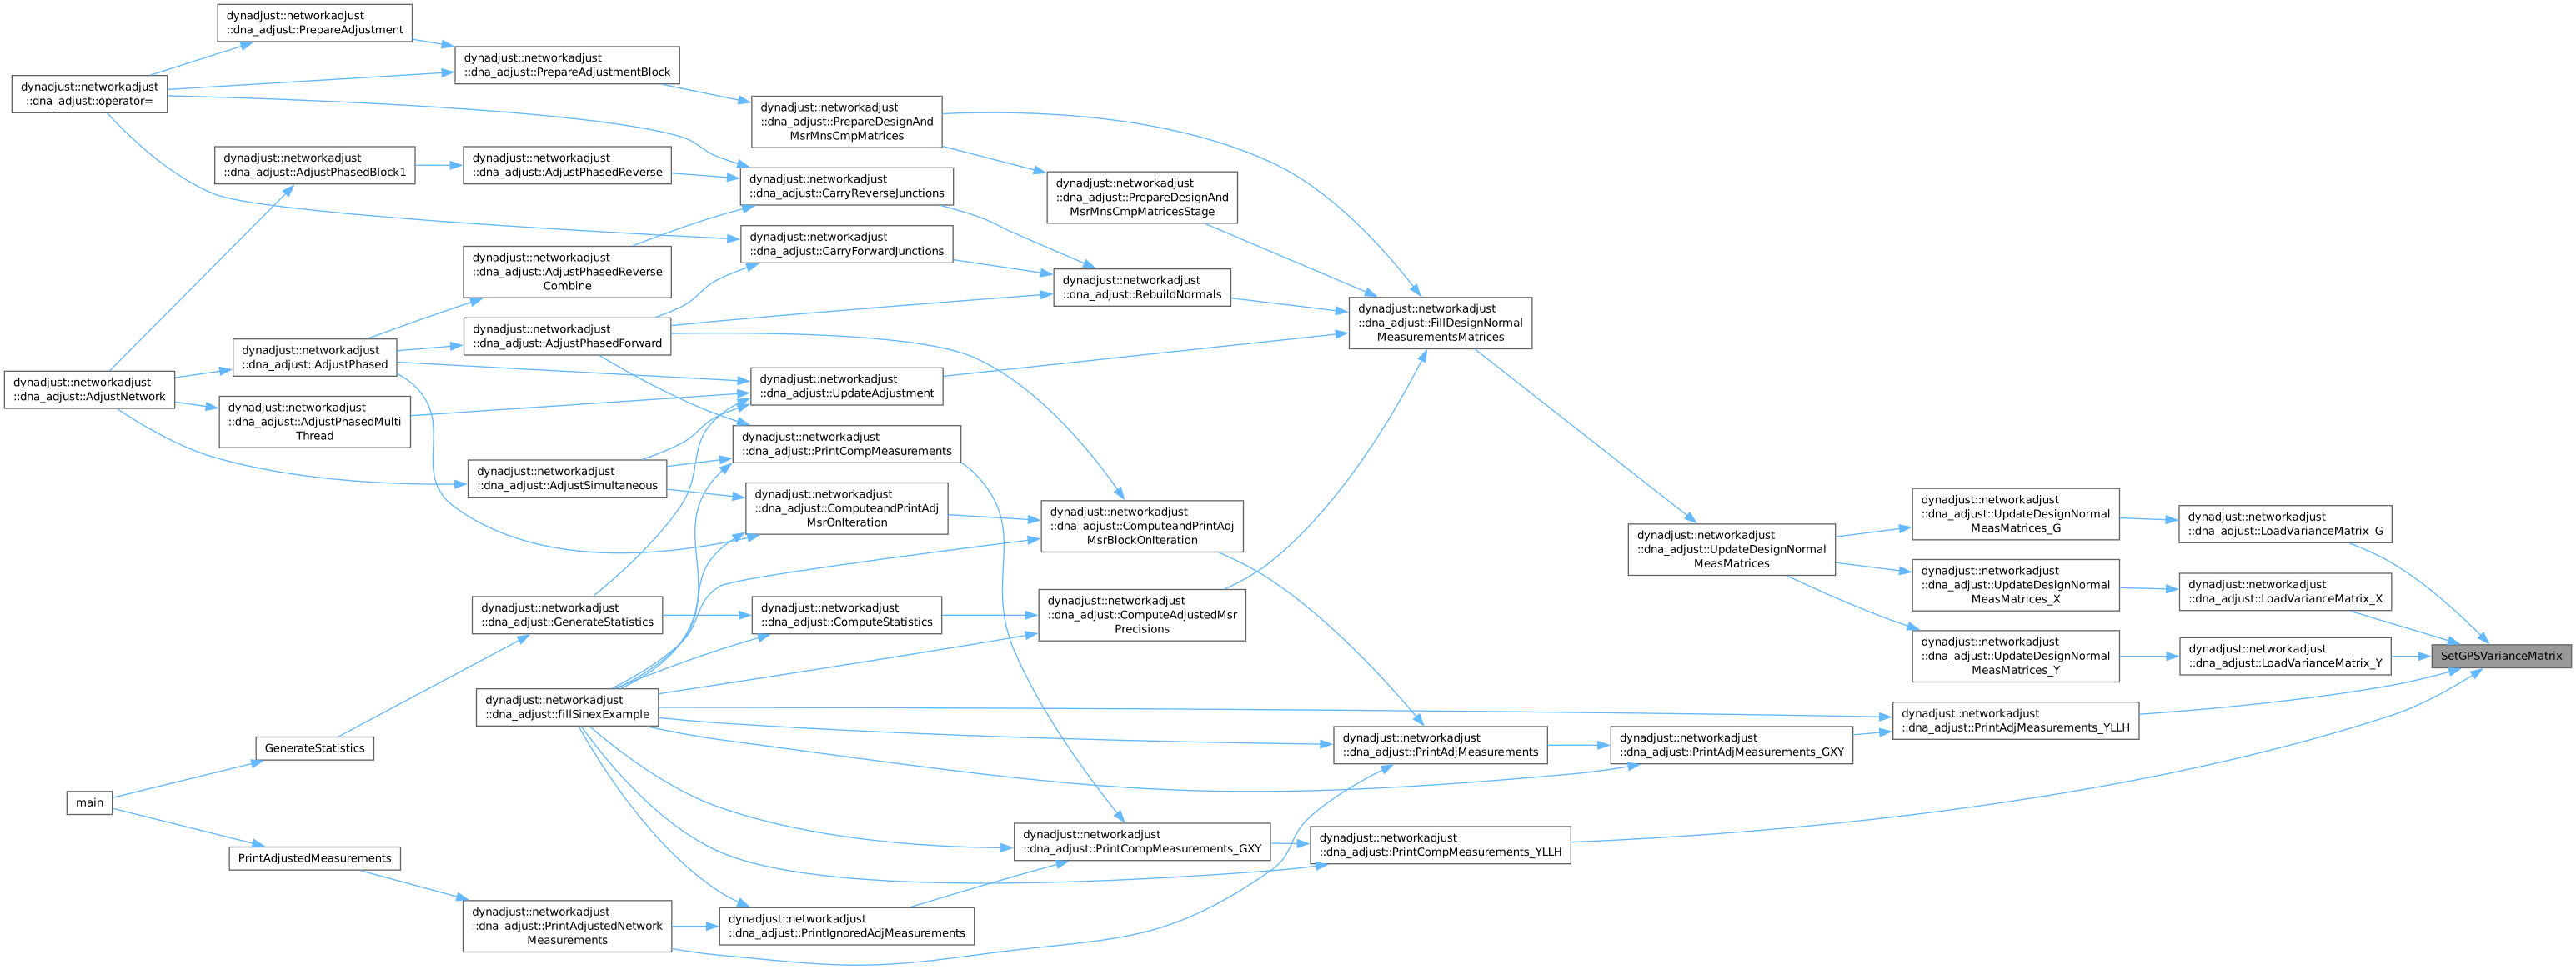 dynadjust::networkadjust
::dna_adjust::PrepareAdjustment
dynadjust::networkadjust
::dna_adjust::PrepareAdjustmentBlock
dynadjust::networkadjust
::dna_adjust::operator=
dynadjust::networkadjust
::dna_adjust::PrepareDesignAnd
MsrMnsCmpMatrices
dynadjust::networkadjust
::dna_adjust::AdjustPhasedBlock1
dynadjust::networkadjust
::dna_adjust::AdjustPhasedReverse
dynadjust::networkadjust
::dna_adjust::CarryReverseJunctions
dynadjust::networkadjust
::dna_adjust::PrepareDesignAnd
MsrMnsCmpMatricesStage
dynadjust::networkadjust
::dna_adjust::CarryForwardJunctions
dynadjust::networkadjust
::dna_adjust::AdjustPhasedReverse
Combine
dynadjust::networkadjust
::dna_adjust::RebuildNormals
dynadjust::networkadjust
::dna_adjust::FillDesignNormal
MeasurementsMatrices
dynadjust::networkadjust
::dna_adjust::AdjustPhasedForward
dynadjust::networkadjust
::dna_adjust::AdjustPhased
dynadjust::networkadjust
::dna_adjust::AdjustNetwork
dynadjust::networkadjust
::dna_adjust::UpdateAdjustment
dynadjust::networkadjust
::dna_adjust::AdjustPhasedMulti
Thread
dynadjust::networkadjust
::dna_adjust::PrintCompMeasurements
dynadjust::networkadjust
::dna_adjust::AdjustSimultaneous
dynadjust::networkadjust
::dna_adjust::ComputeandPrintAdj
MsrOnIteration
dynadjust::networkadjust
::dna_adjust::ComputeandPrintAdj
MsrBlockOnIteration
dynadjust::networkadjust
::dna_adjust::UpdateDesignNormal
MeasMatrices_G
dynadjust::networkadjust
::dna_adjust::LoadVarianceMatrix_G
dynadjust::networkadjust
::dna_adjust::UpdateDesignNormal
MeasMatrices
dynadjust::networkadjust
::dna_adjust::UpdateDesignNormal
MeasMatrices_X
dynadjust::networkadjust
::dna_adjust::LoadVarianceMatrix_X
dynadjust::networkadjust
::dna_adjust::GenerateStatistics
dynadjust::networkadjust
::dna_adjust::ComputeStatistics
dynadjust::networkadjust
::dna_adjust::ComputeAdjustedMsr
Precisions
dynadjust::networkadjust
::dna_adjust::UpdateDesignNormal
MeasMatrices_Y
dynadjust::networkadjust
::dna_adjust::LoadVarianceMatrix_Y
SetGPSVarianceMatrix
dynadjust::networkadjust
::dna_adjust::fillSinexExample
dynadjust::networkadjust
::dna_adjust::PrintAdjMeasurements
dynadjust::networkadjust
::dna_adjust::PrintAdjMeasurements_GXY
dynadjust::networkadjust
::dna_adjust::PrintAdjMeasurements_YLLH
GenerateStatistics
main
dynadjust::networkadjust
::dna_adjust::PrintCompMeasurements_GXY
dynadjust::networkadjust
::dna_adjust::PrintCompMeasurements_YLLH
PrintAdjustedMeasurements
dynadjust::networkadjust
::dna_adjust::PrintAdjustedNetwork
Measurements
dynadjust::networkadjust
::dna_adjust::PrintIgnoredAdjMeasurements